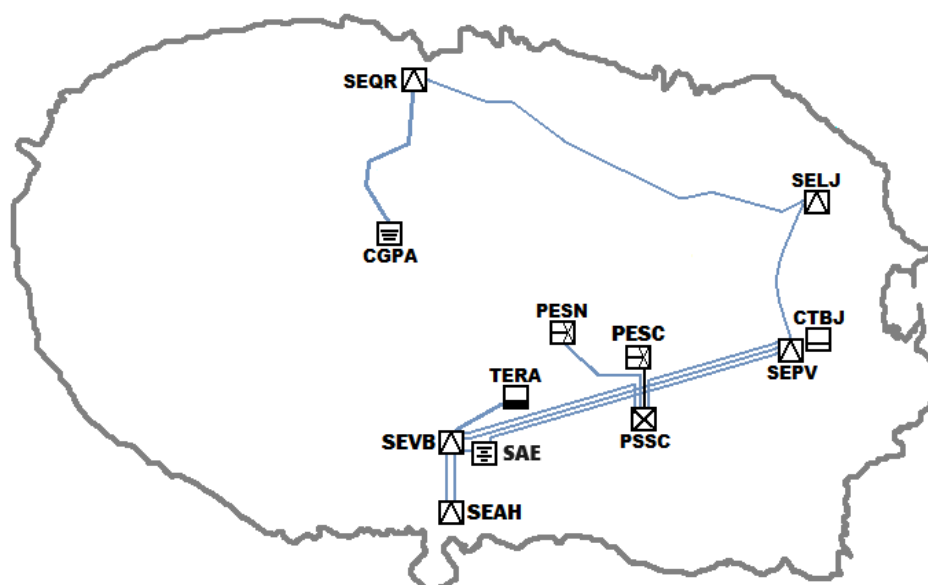 SEQR
SELJ
CGPA
PESN
CTBJ
PESC
SEPV
TERA
PSSC
SEVB
SAE
SEAH